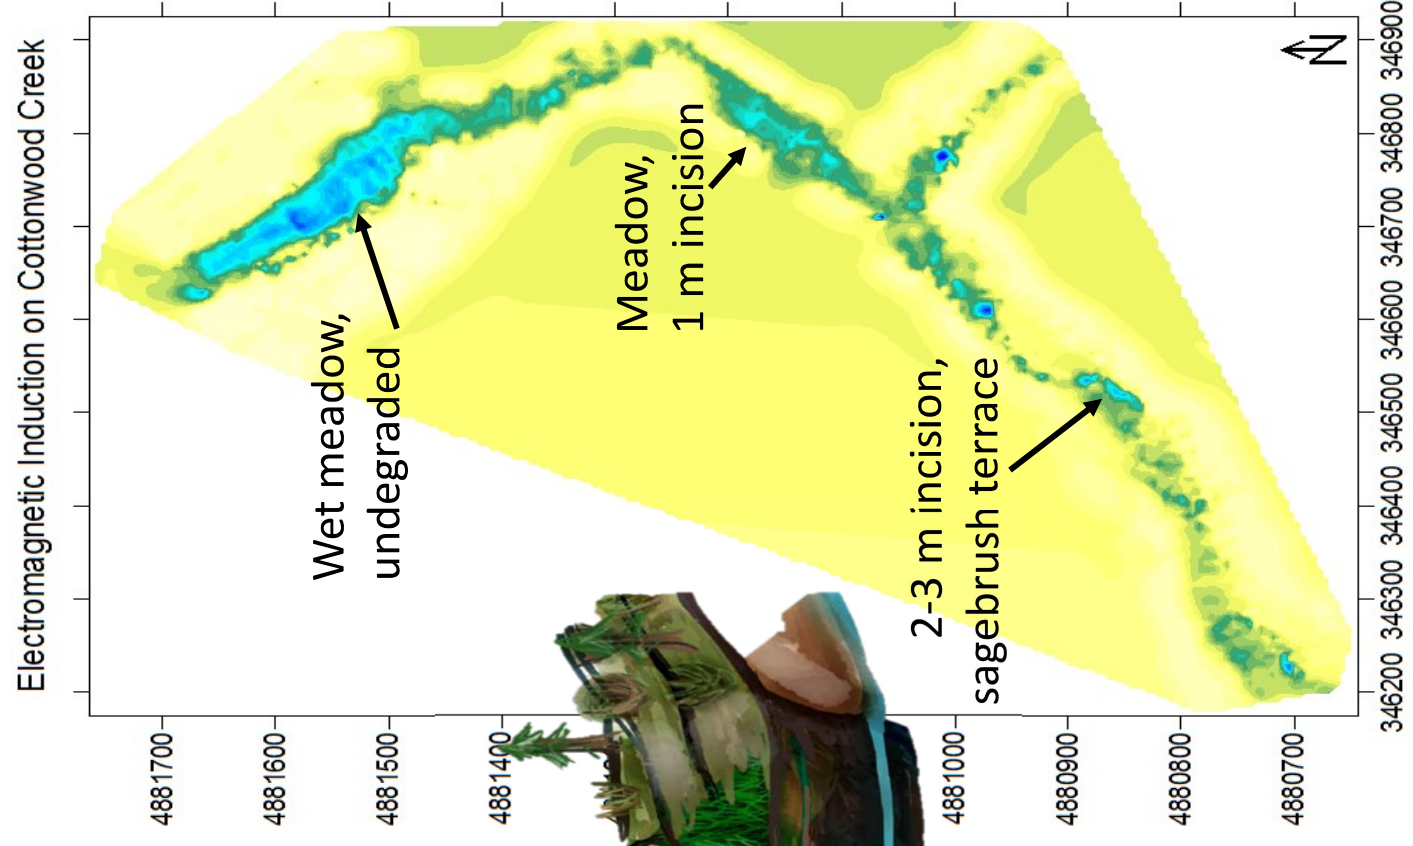 Electromagnetic Induction on Cottonwood Creek
Wet meadow,
undegraded
Meadow,
1 m incision
2-3 m incision,
sagebrush terrace
N
4881700
4881600
4881500
4881400
4881000
4880900
4880800
4880700
346200
346300
346400
346500
346600
346700
346800
346900